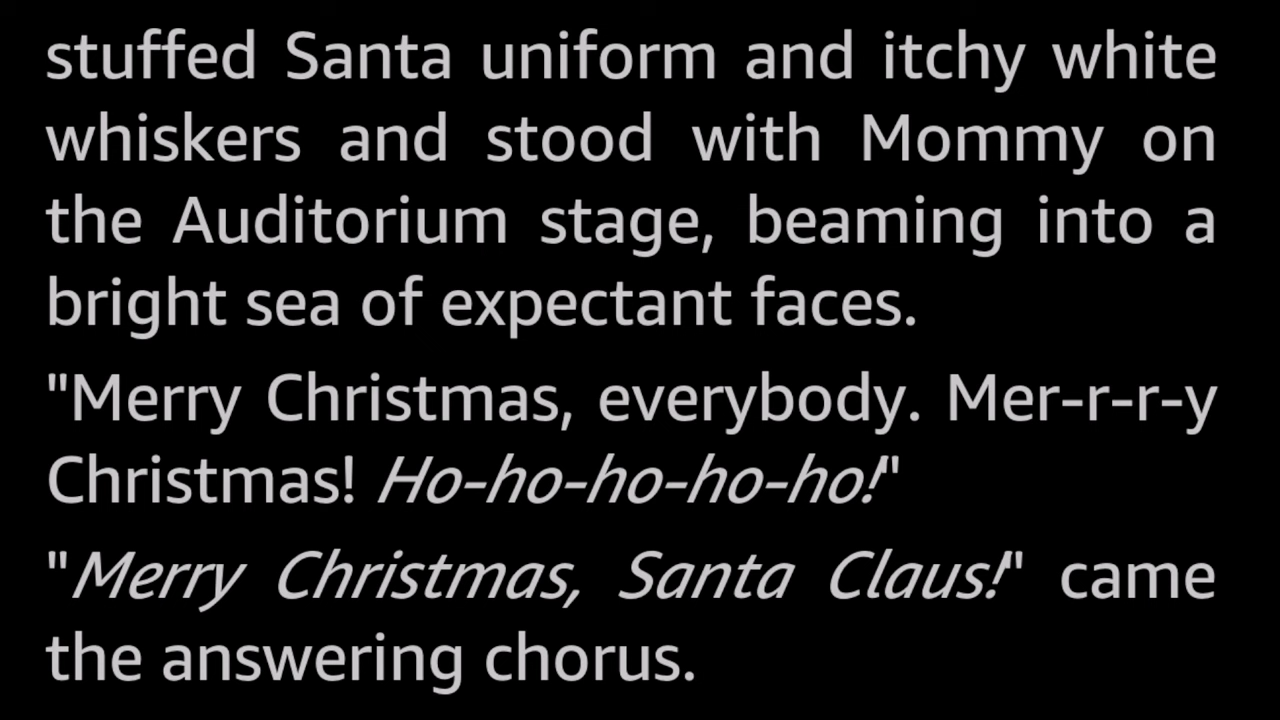 stuffed Santa uniform and itchy white
whiskers and stood with Mommy on
the Auditorium stage, beaming into a
bright sea of expectant faces.
"Merry Christmas, everybody. Mer-r-r-y
Christmas! Ho-ho-ho-ho-ho!"
"Merry Christmas, Santa Claus!" came
the answering chorus.